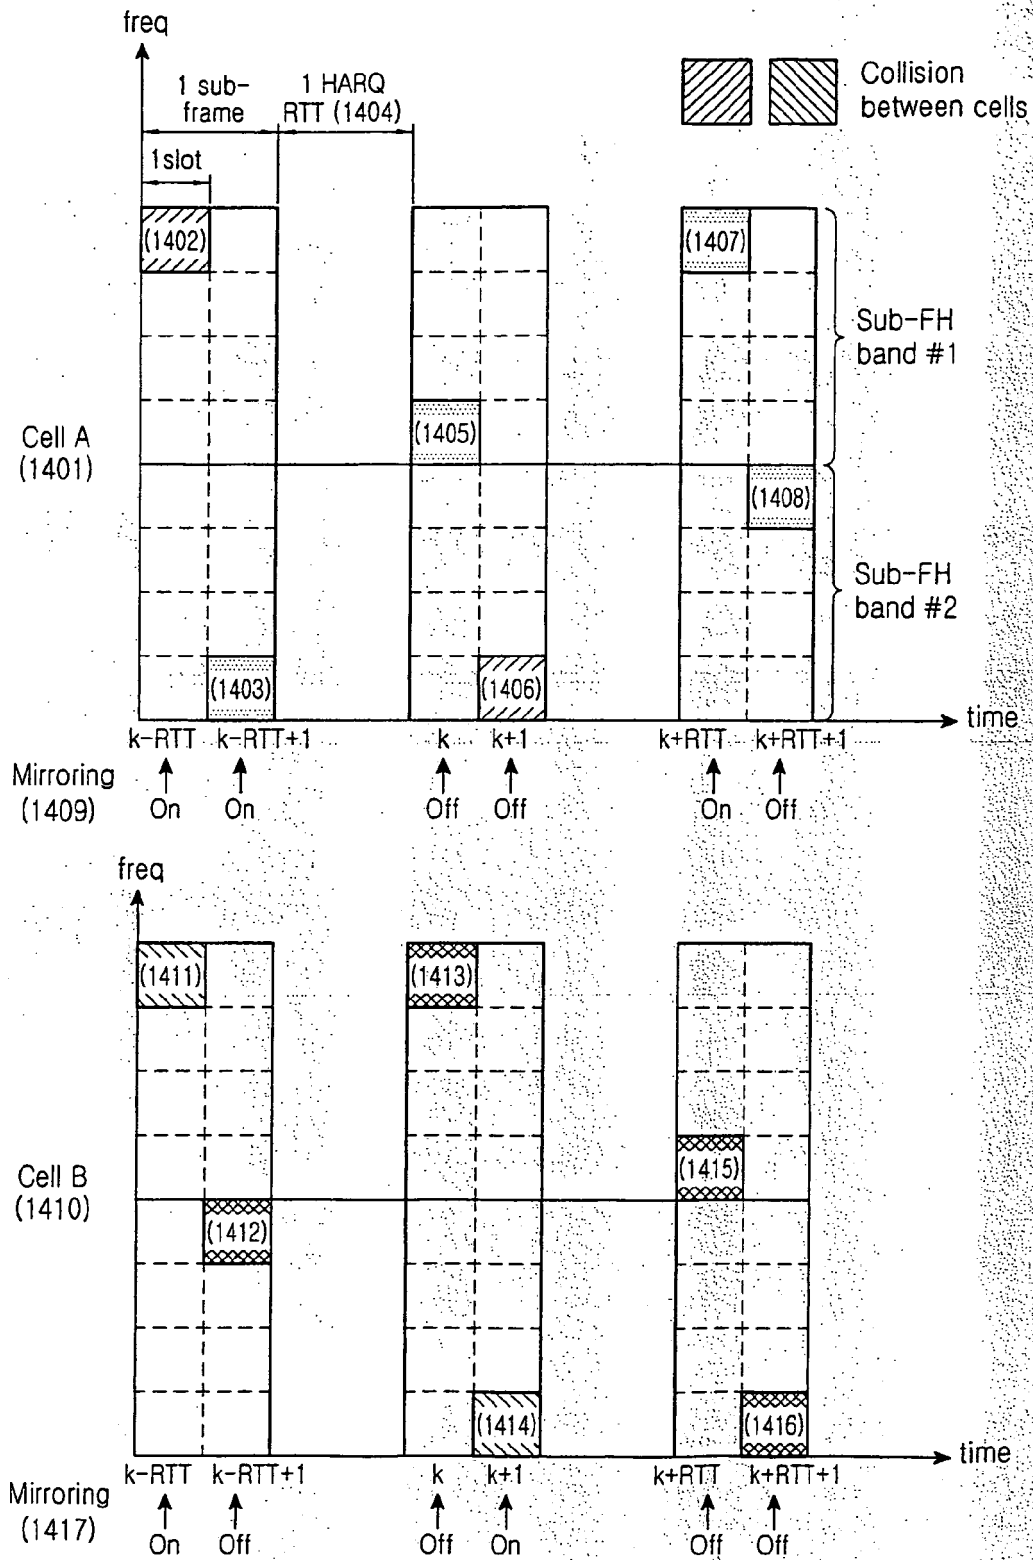 freq
1 sub-
frame
1 HARQ
RTT (1404)
Collision
between cells
1slot
(1402)
(1407)
Sub-FH
band #1
(1405)
Cell A
(1401)
(1408)
Sub-FH
band #2
(1403)
(1406)
time
k-RTT k-RTT+1 k k+1 k+RTT k+RTT+1
Mirroring
(1409)
On On Off Off On Off
freq
(1411)
(1413)
(1415)
Cell B
(1410)
(1412)
(1414)
(1416)
time
k-RTT k-RTT+1 k k+1 k+RTT k+RTT+1
Mirroring
(1417)
On Off Off On Off Off